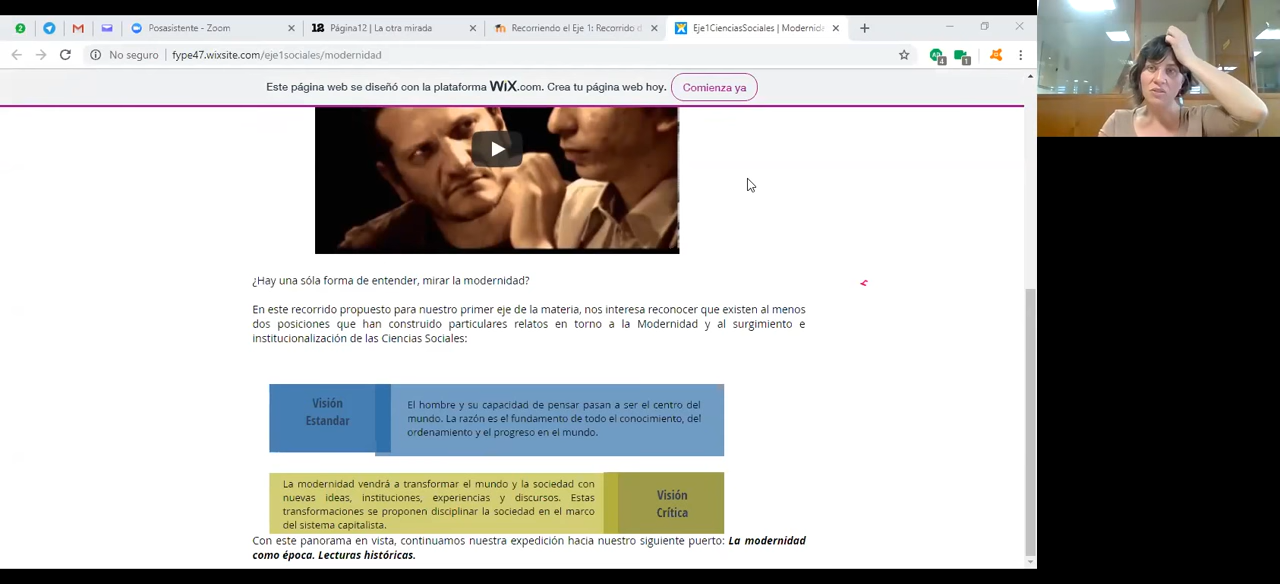 2
Posasistente - Zoom
12 Página12 | La otra mirada
Recorriendo el Eje 1: Recorrido d
Eje1CienciasSociales | Modernida
No seguro fype47.wixsite.com/eje1sociales/modernidad
4
1
Este página web se diseñó con la plataforma WiX.com. Crea tu página web hoy. Comienza ya
¿Hay una sóla forma de entender, mirar la modernidad?
En este recorrido propuesto para nuestro primer eje de la materia, nos interesa reconocer que existen al menos
dos posiciones que han construido particulares relatos en torno a la Modernidad y al surgimiento e
institucionalización de las Ciencias Sociales:
Visión
Estandar
El hombre y su capacidad de pensar pasan a ser el centro del
mundo. La razón es el fundamento de todo el conocimiento, del
ordenamiento y el progreso en el mundo.
La modernidad vendrá a transformar el mundo y la sociedad con
nuevas ideas, instituciones, experiencias y discursos. Estas
transformaciones se proponen disciplinar la sociedad en el marco
del sistema capitalista.
Visión
Crítica
Con este panorama en vista, continuamos nuestra expedición hacia nuestro siguiente puerto: La modernidad
como época. Lecturas históricas.